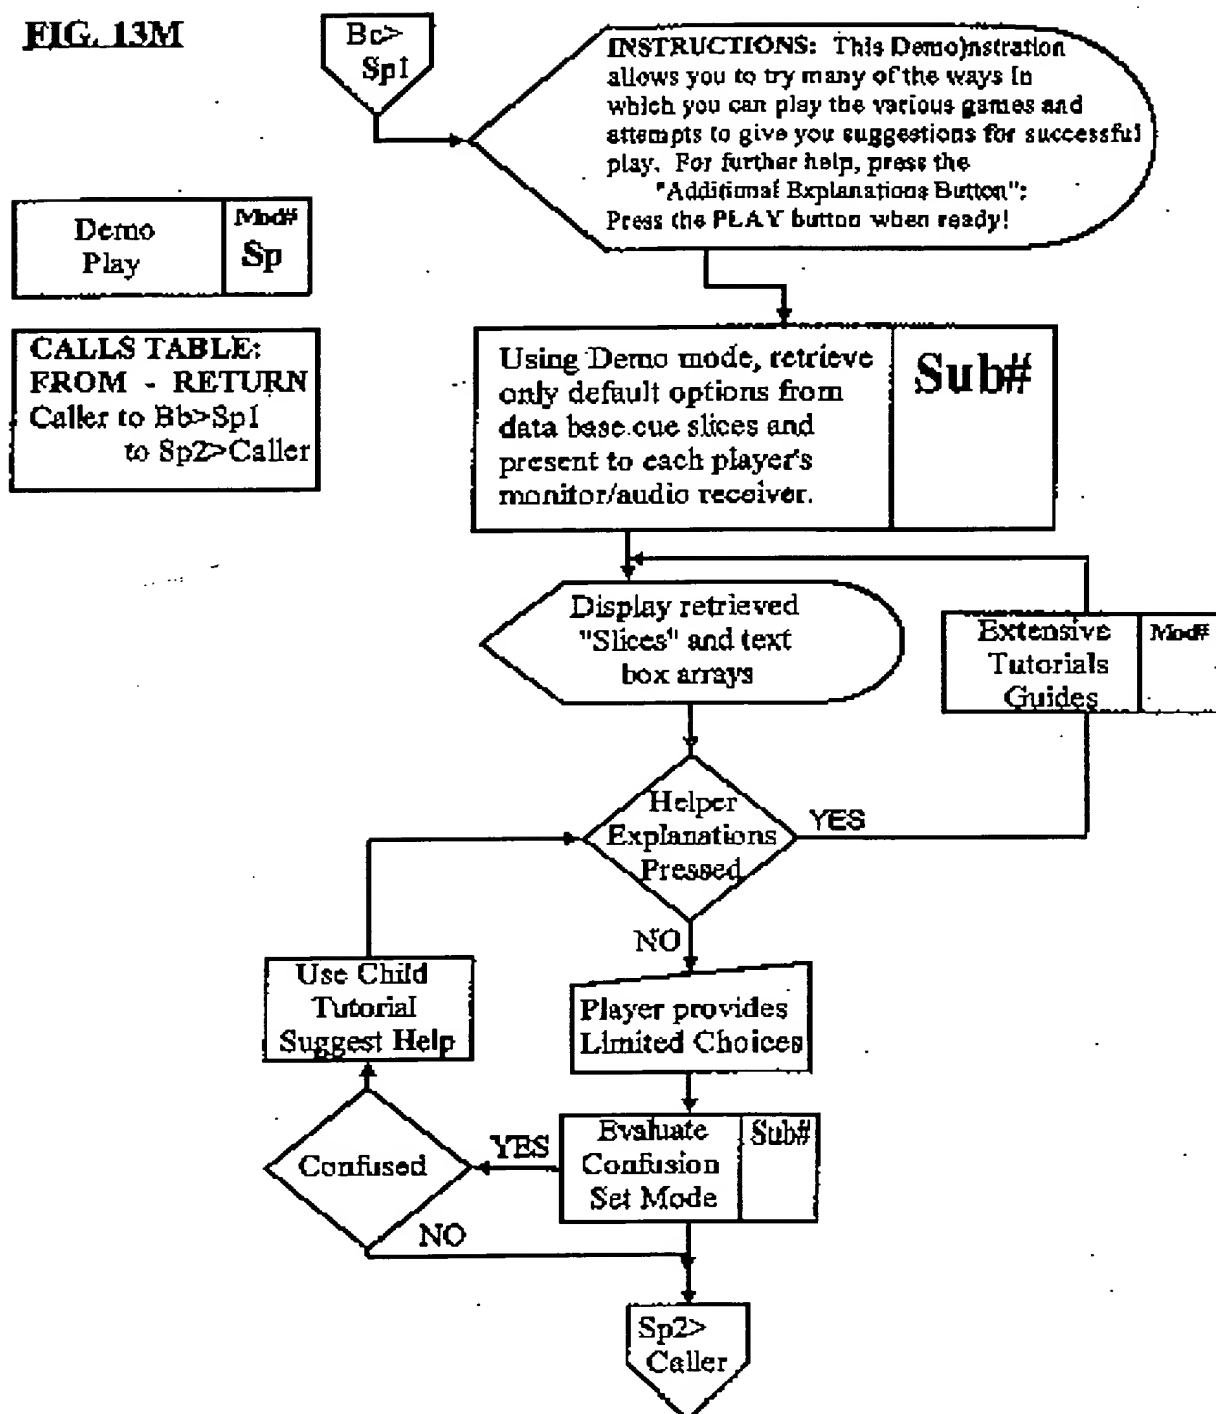 FIG. 13M
Bc>
Sp1
INSTRUCTIONS: This Demo)nstration
allows you to try many of the ways in
which you can play the various games and
attempts to give you suggestions for successful
play. For further help, press the
"Additional Explanations Button":
Press the PLAY button when ready!
Demo
Play
Mod#
Sp
CALLS TABLE:
FROM - RETURN
Caller to Bb>Sp1
to Sp2>Caller
Using Demo mode, retrieve
only default options from
data base.cue slices and
present to each player's
monitor/audio receiver.
Sub#
Display retrieved
"Slices" and text
box arrays
Extensive
Tutorials
Guides
Mod#
Helper
Explanations
Pressed
YES
NO
Use Child
Tutorial
Suggest Help
Player provides
Limited Choices
Confused
YES
Evaluate
Confusion
Set Mode
Sub#
NO
Sp2>
Caller